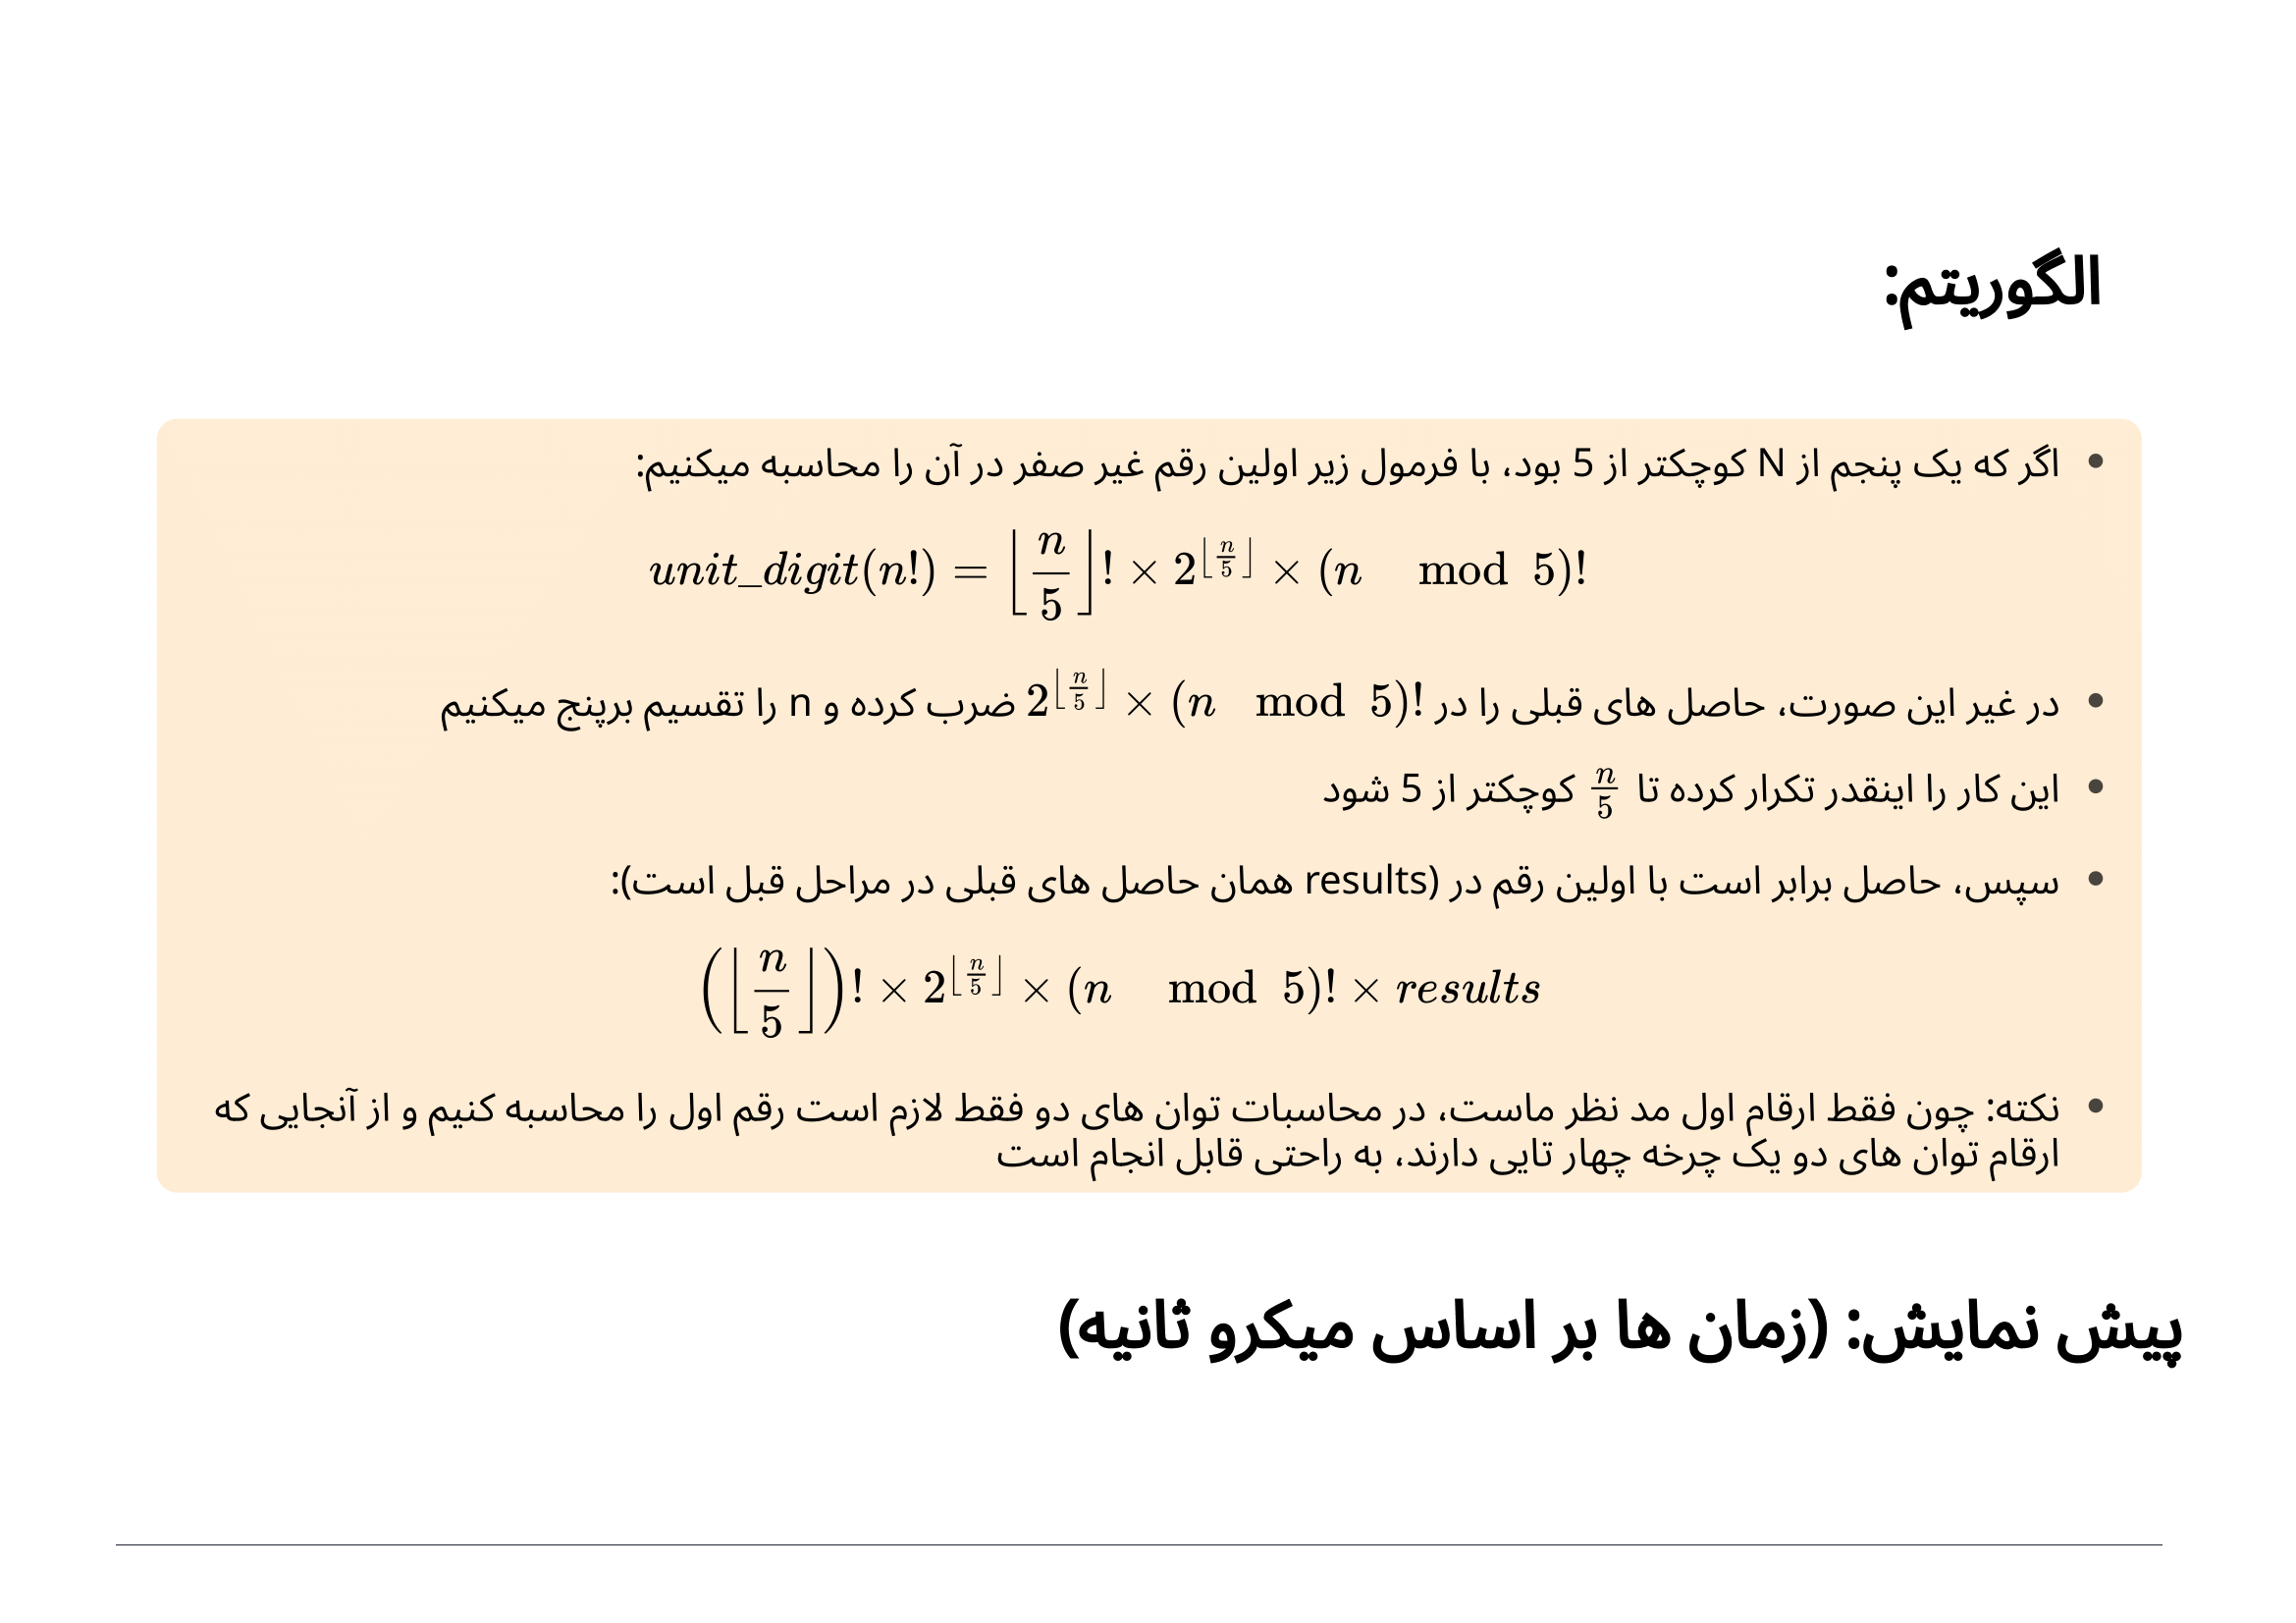 الگوریتم:
• اگر که یک پنجم از N کوچکتر از 5 بود، با فرمول زیر اولین رقم غیر صفر در آن را محاسبه میکنیم:
unit_digit(n!) = ⌊n/5⌋! × 2^⌊n/5⌋ × (n mod 5)!
• در غیر این صورت، حاصل های قبلی را در 2^⌊n/5⌋ × (n mod 5)! ضرب کرده و n را تقسیم برپنج میکنیم
• این کار را اینقدر تکرار کرده تا n/5 کوچکتر از 5 شود
• سپس، حاصل برابر است با اولین رقم در (results همان حاصل های قبلی در مراحل قبل است):
(⌊n/5⌋)! × 2^⌊n/5⌋ × (n mod 5)! × results
• نکته: چون فقط ارقام اول مد نظر ماست، در محاسبات توان های دو فقط لازم است رقم اول را محاسبه کنیم و از آنجایی که
ارقام توان های دو یک چرخه چهار تایی دارند، به راحتی قابل انجام است
پیش نمایش: (زمان ها بر اساس میکرو ثانیه)